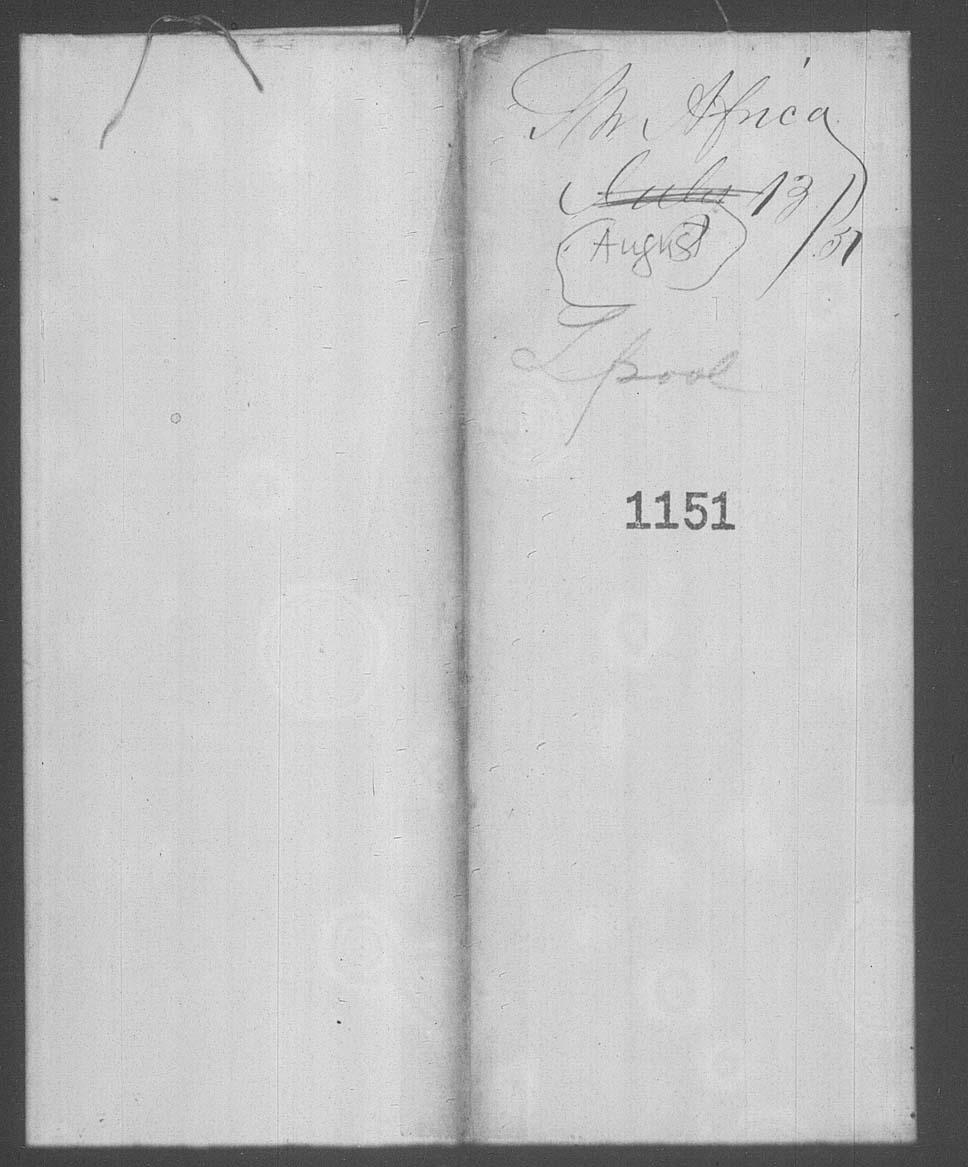 Str Africa
July 13/51
August
Lpool
1151